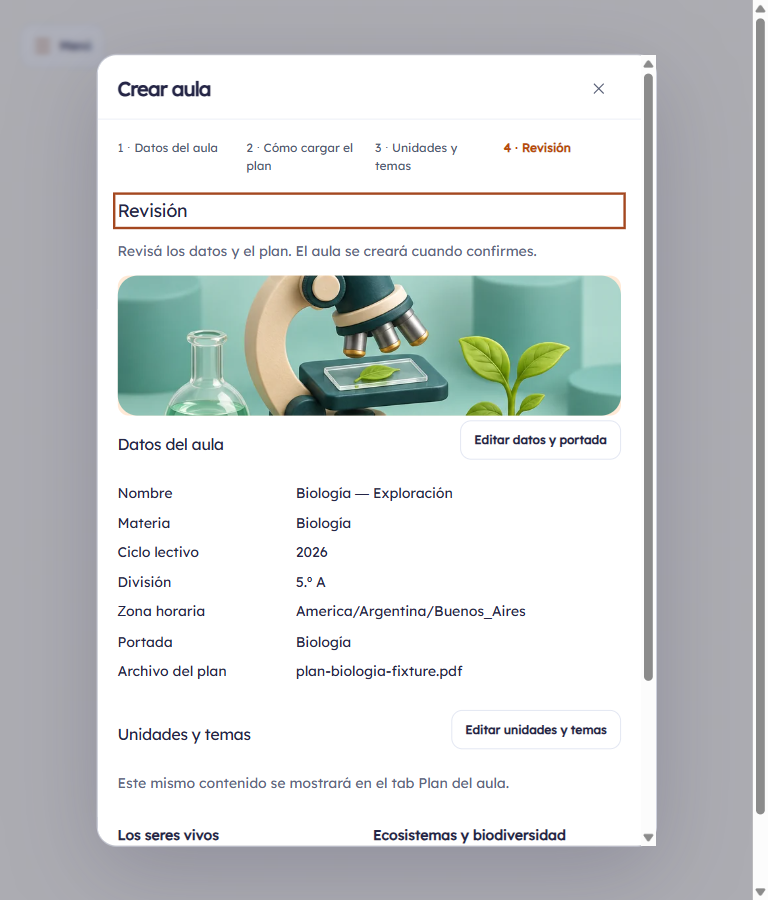 Menú
Crear aula
1 · Datos del aula
2 · Cómo cargar el
plan
3 · Unidades y
temas
4 · Revisión
Revisión
Revisá los datos y el plan. El aula se creará cuando confirmes.
Datos del aula
Editar datos y portada
Nombre Biología — Exploración
Materia Biología
Ciclo lectivo 2026
División 5.º A
Zona horaria America/Argentina/Buenos_Aires
Portada Biología
Archivo del plan plan-biologia-fixture.pdf
Unidades y temas
Editar unidades y temas
Este mismo contenido se mostrará en el tab Plan del aula.
Los seres vivos
Ecosistemas y biodiversidad